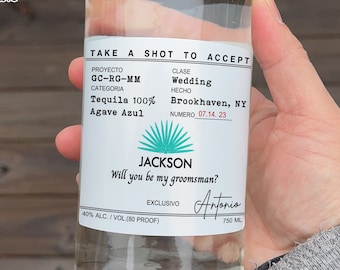 TAKE A SHOT TO ACCEPT
PROYECTO
GC-RG-MM
CLASE
Wedding
CATEGORIA
Tequila 100%
Agave Azul
HECHO
Brookhaven, NY
NUMERO 07.14.23
JACKSON
Will you be my groomsman?
EXCLUSIVO
Antonio
40% ALC. / VOL.(80 PROOF)
750 ML